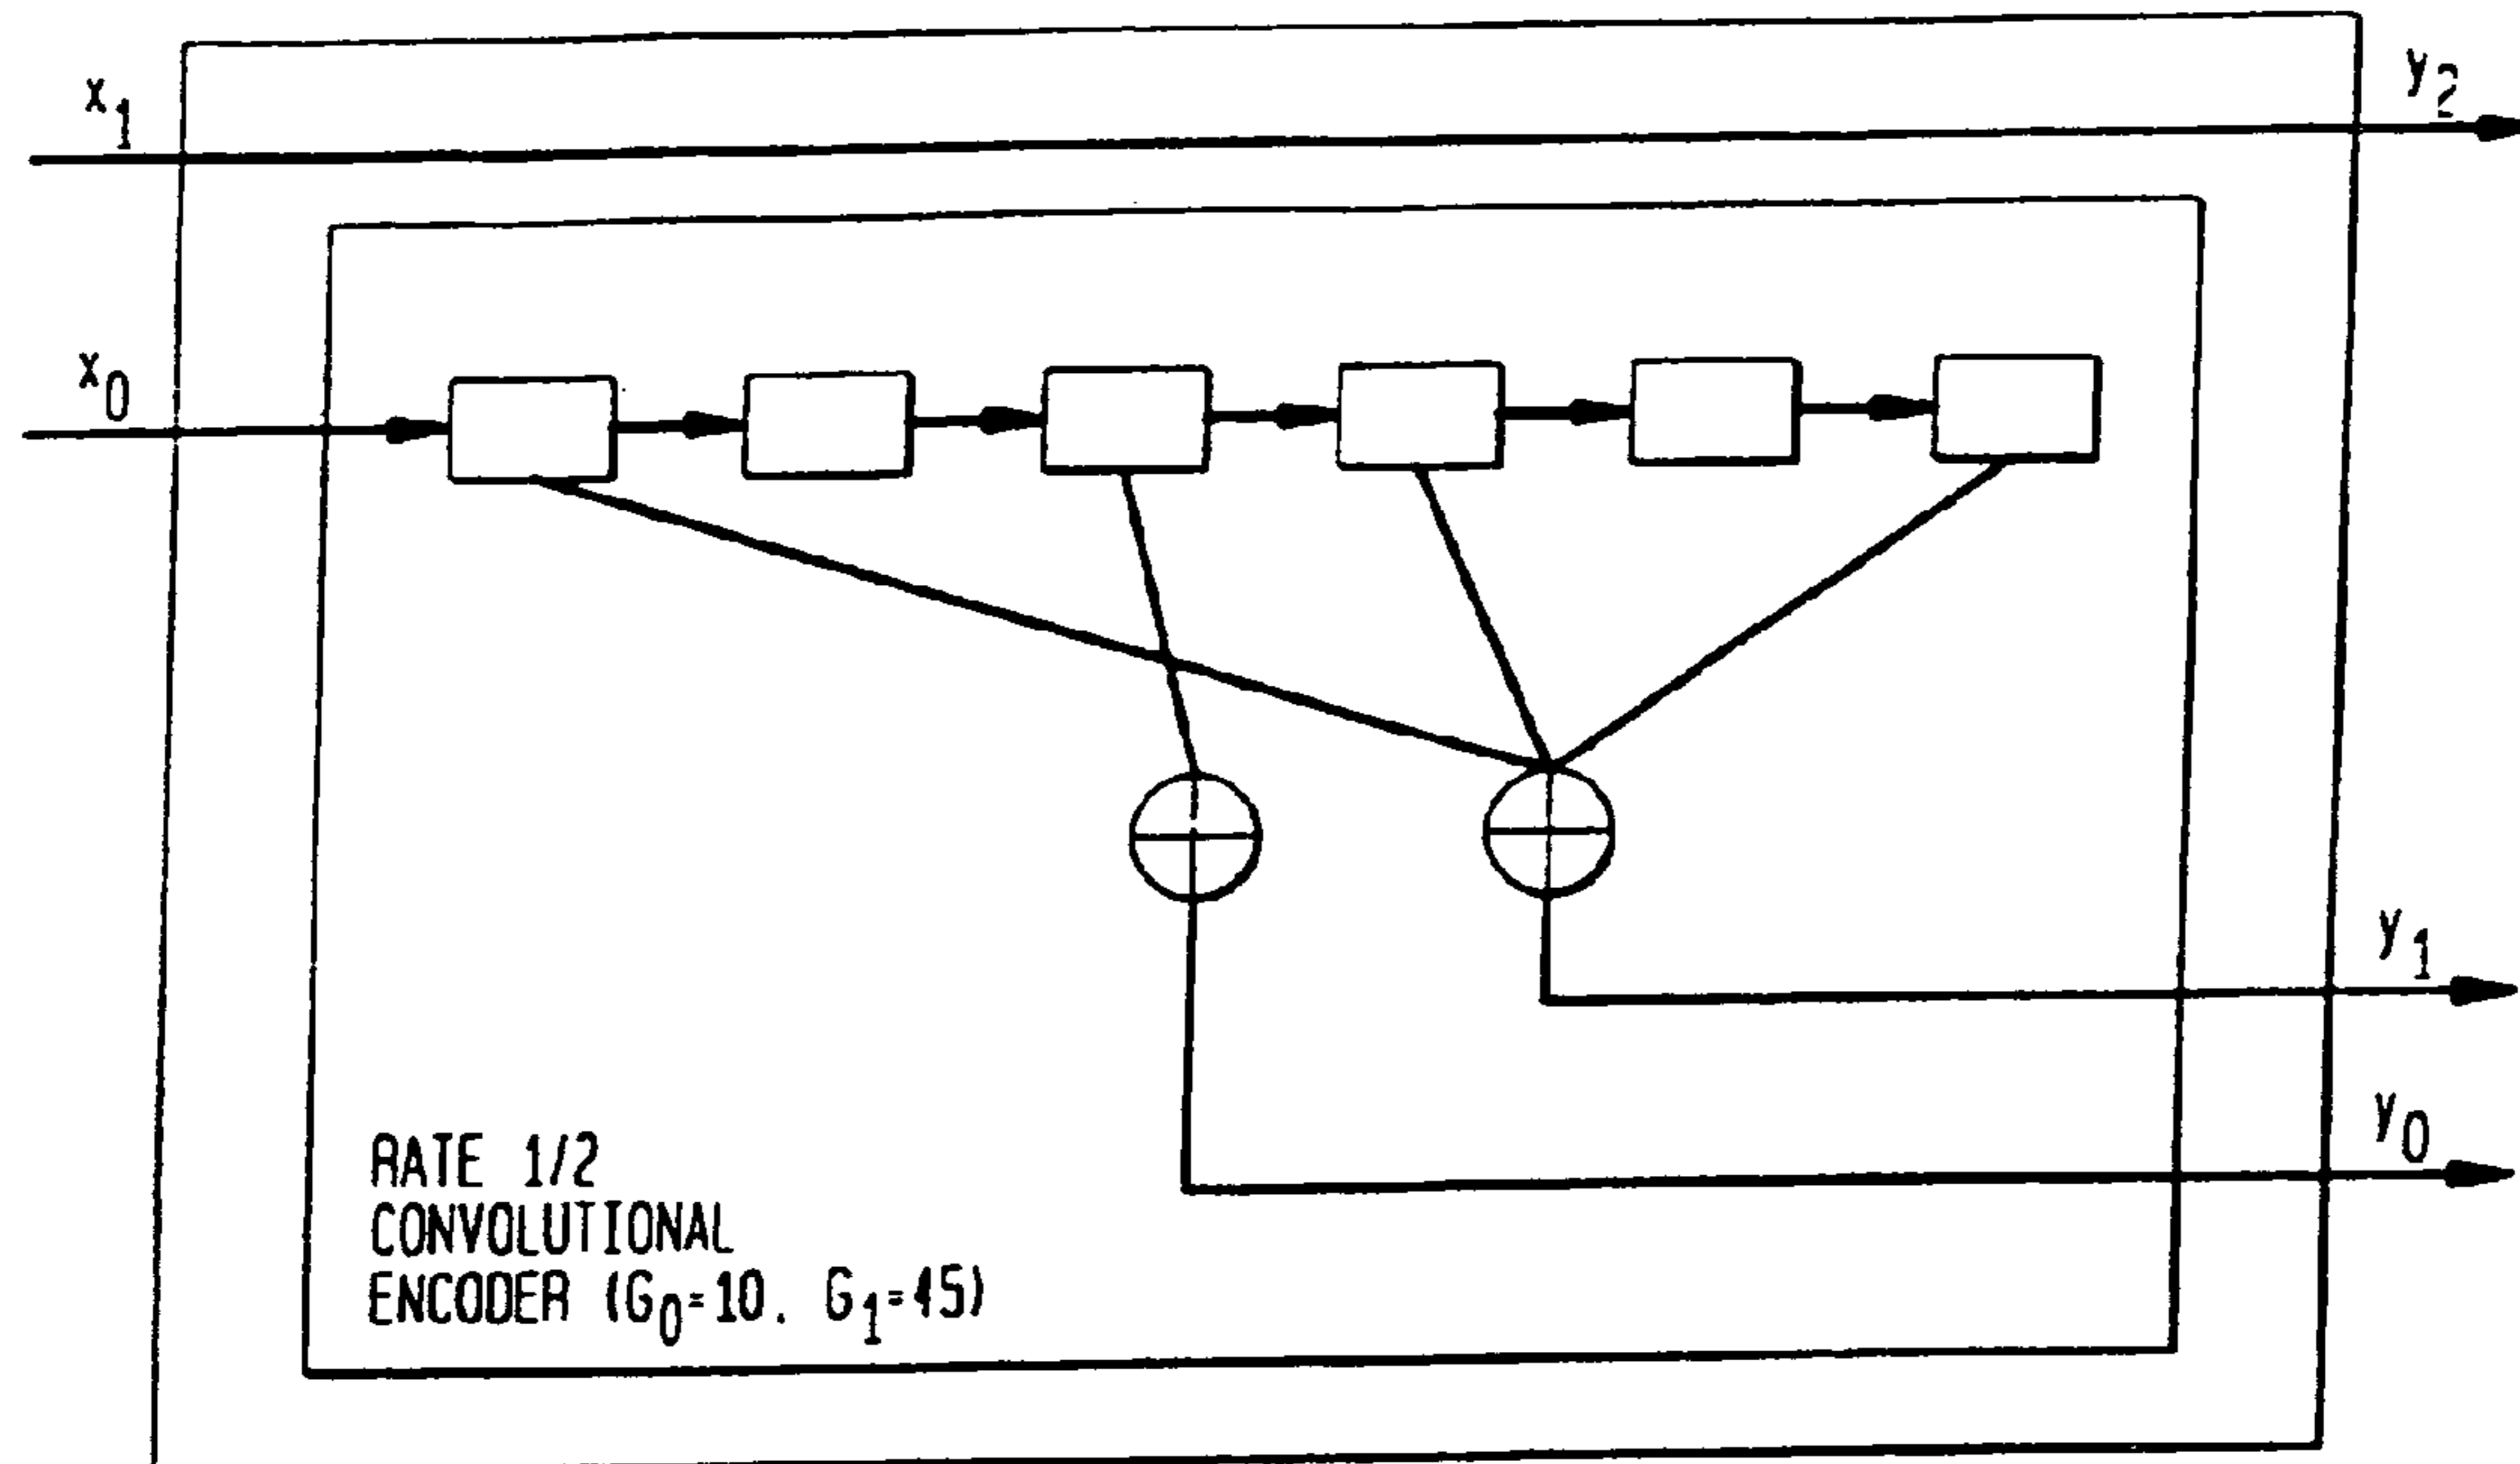 x1
y2
x0
y1
y0
RATE 1/2
CONVOLUTIONAL
ENCODER (G0=10. G1=45)